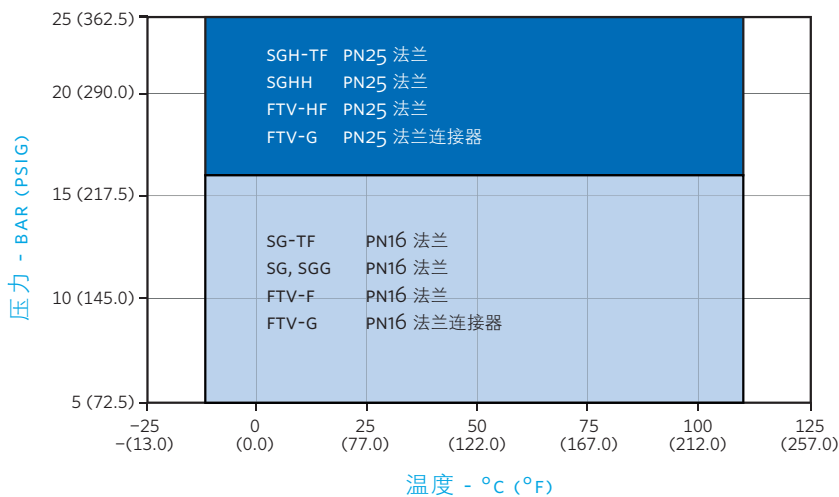 25 (362.5)
20 (290.0)
15 (217.5)
10 (145.0)
5 (72.5)
压力 - BAR (PSIG)
SGH-TF PN25 法兰
SGHH PN25 法兰
FTV-HF PN25 法兰
FTV-G PN25 法兰连接器
SG-TF PN16 法兰
SG, SGG PN16 法兰
FTV-F PN16 法兰
FTV-G PN16 法兰连接器
−25 0 25 50 75 100 125
−(13.0) (0.0) (77.0) (122.0) (167.0) (212.0) (257.0)
温度 - °C (°F)